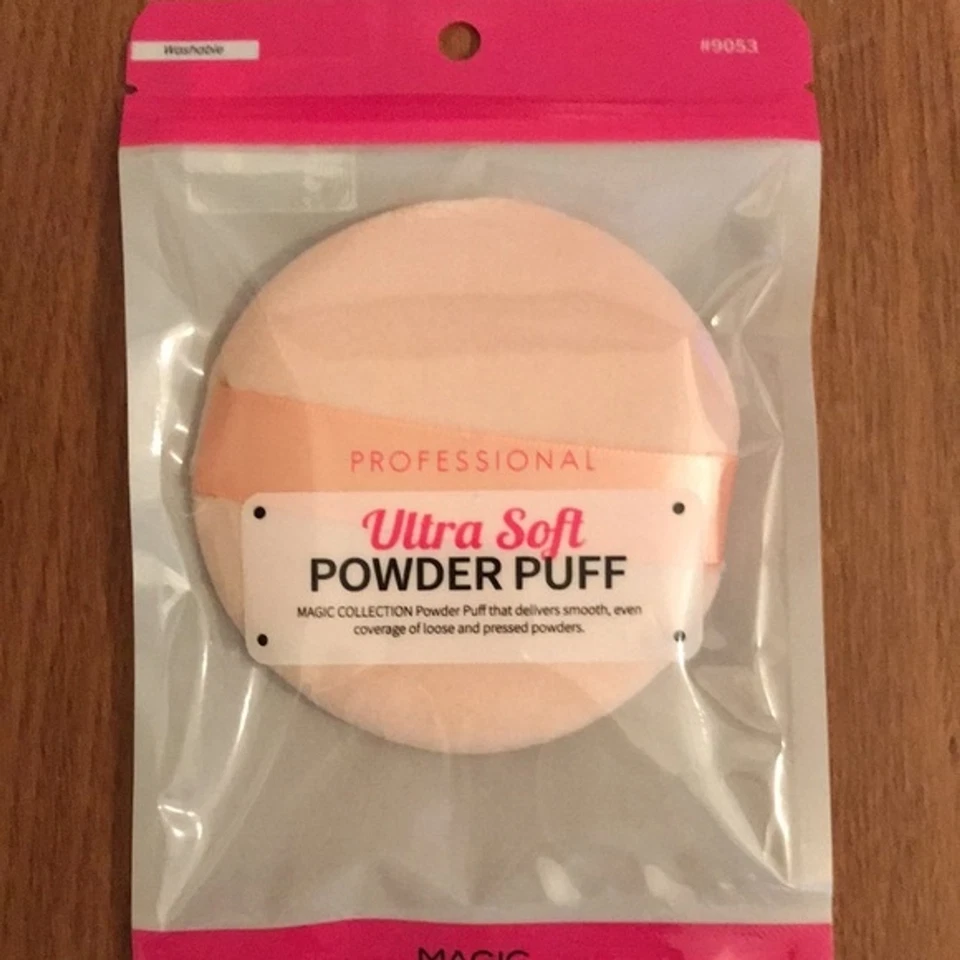 Washable
#9053
PROFESSIONAL
Ultra Soft
POWDER PUFF
MAGIC COLLECTION Powder Puff that delivers smooth, even
coverage of loose and pressed powders.
MAGIC